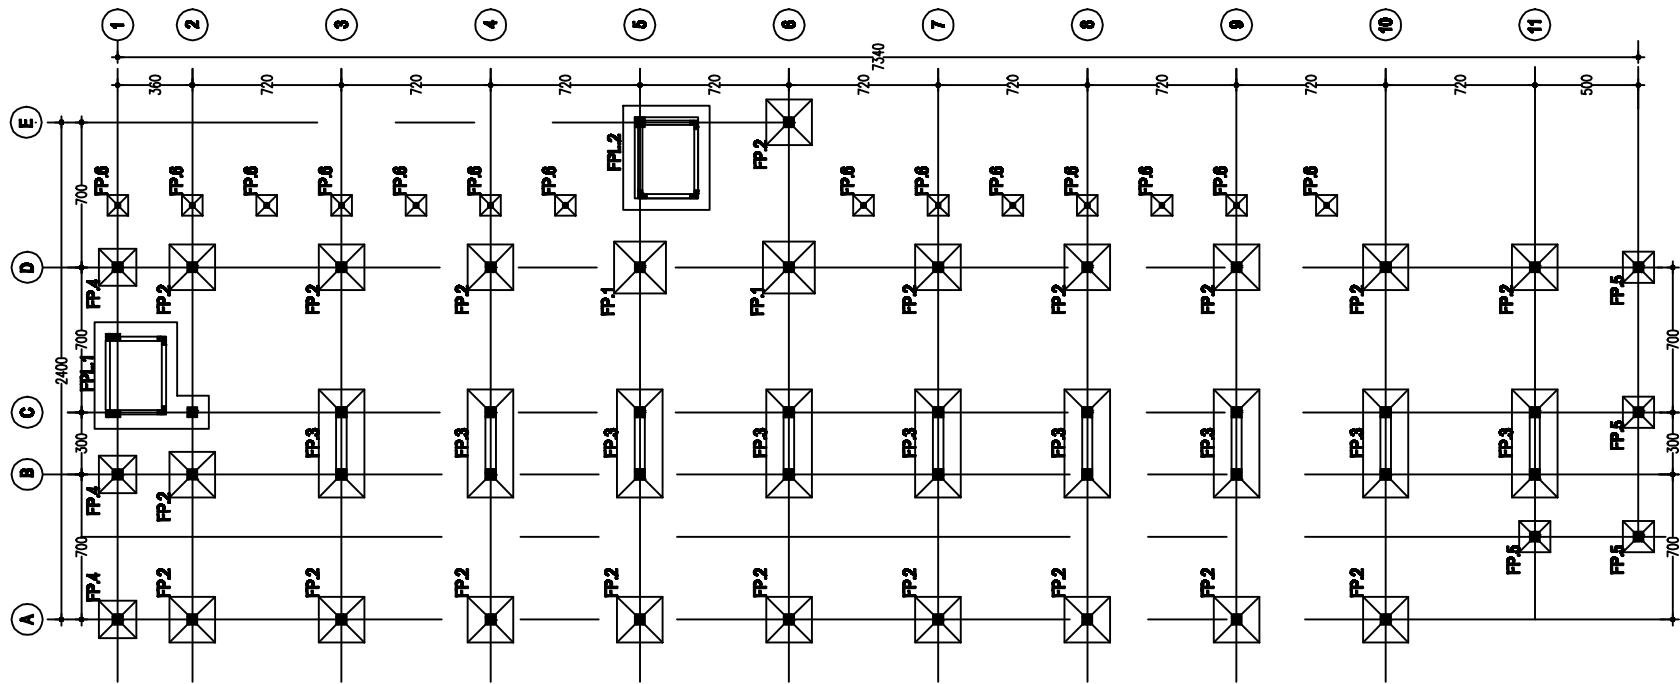 1 2 3 4 5 6 7 8 9 10 11
7340
360 720 720 720 720 720 720 720 720 720 500
E
FPL.2 FP.2
700
FP.6 FP.6 FP.6 FP.6 FP.6 FP.6 FP.6 FP.6 FP.6 FP.6 FP.6 FP.6 FP.6 FP.6
D
FP.4 FP.2 FP.2 FP.2 FP.1 FP.1 FP.2 FP.2 FP.2 FP.2 FP.2 FP.5
2400 700 FPL.1 700
C
300 FP.3 FP.3 FP.3 FP.3 FP.3 FP.3 FP.3 FP.3 FP.3 FP.5 300
B
FP.4 FP.2
700 FP.5 FP.5 700
FP.4 FP.2 FP.2 FP.2 FP.2 FP.2 FP.2 FP.2 FP.2 FP.2
A